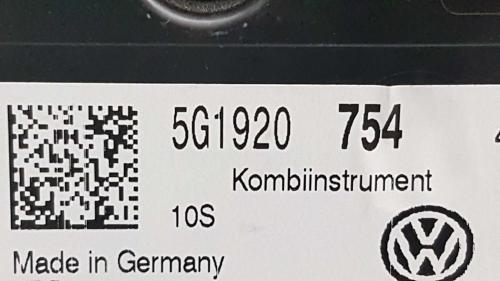 5G1920 754
Kombiinstrument
10S
Made in Germany